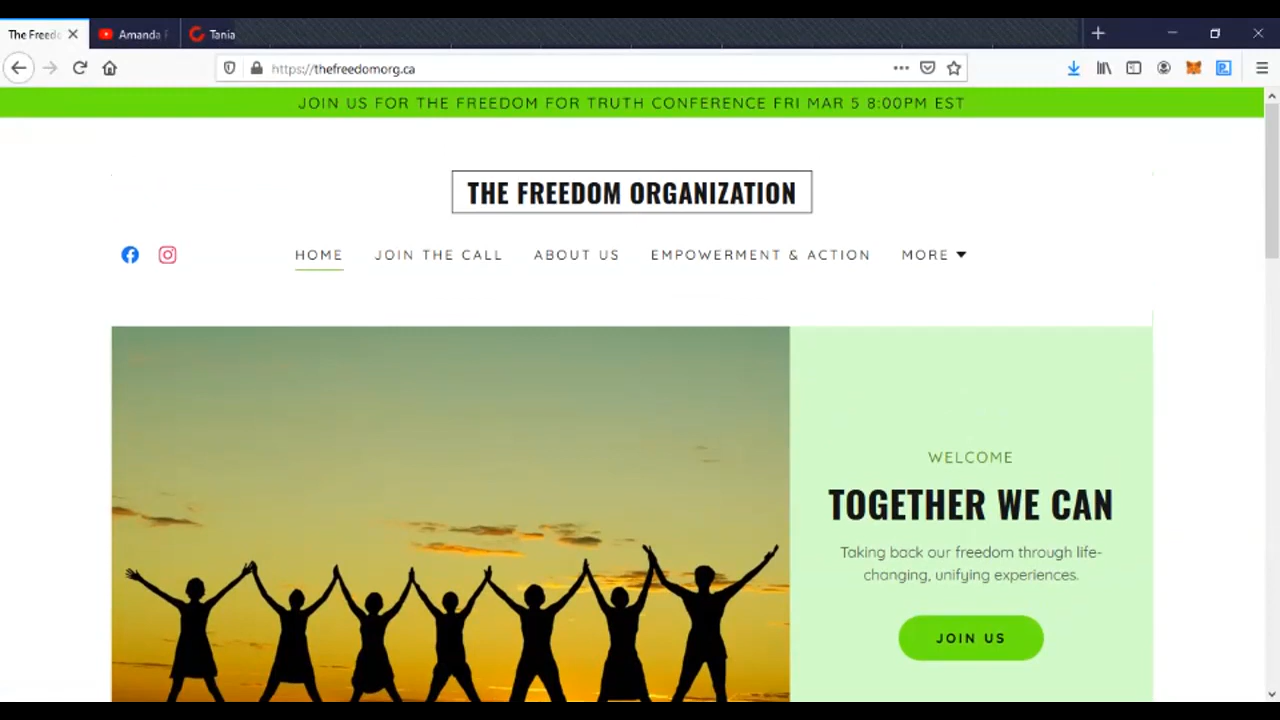 The Freedo
Amanda
Tania
https://thefreedomorg.ca
JOIN US FOR THE FREEDOM FOR TRUTH CONFERENCE FRI MAR 5 8:00PM EST
THE FREEDOM ORGANIZATION
HOME JOIN THE CALL ABOUT US EMPOWERMENT & ACTION MORE
WELCOME
TOGETHER WE CAN
Taking back our freedom through life-
changing, unifying experiences.
JOIN US